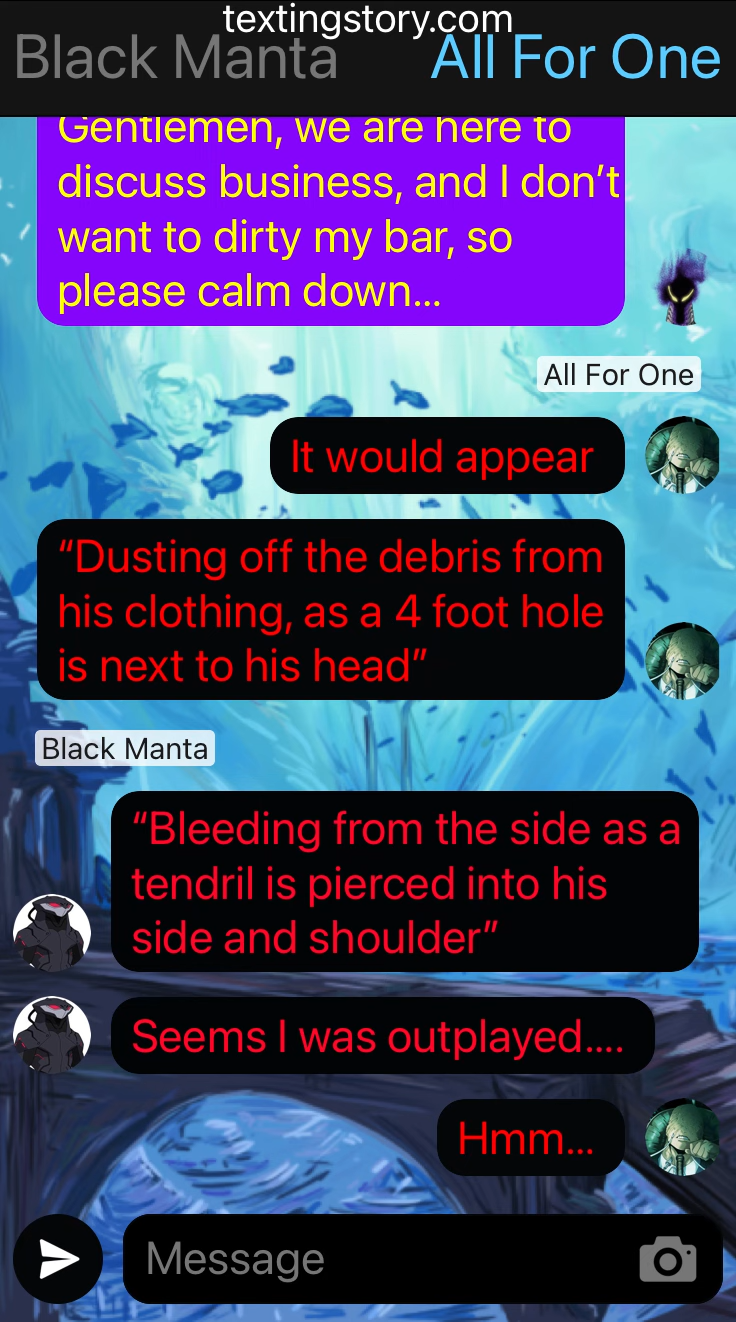 textingstory.com
Black Manta
All For One
Gentlemen, we are here to
discuss business, and I don’t
want to dirty my bar, so
please calm down...
All For One
It would appear
“Dusting off the debris from
his clothing, as a 4 foot hole
is next to his head”
Black Manta
“Bleeding from the side as a
tendril is pierced into his
side and shoulder”
Seems I was outplayed....
Hmm...
Message